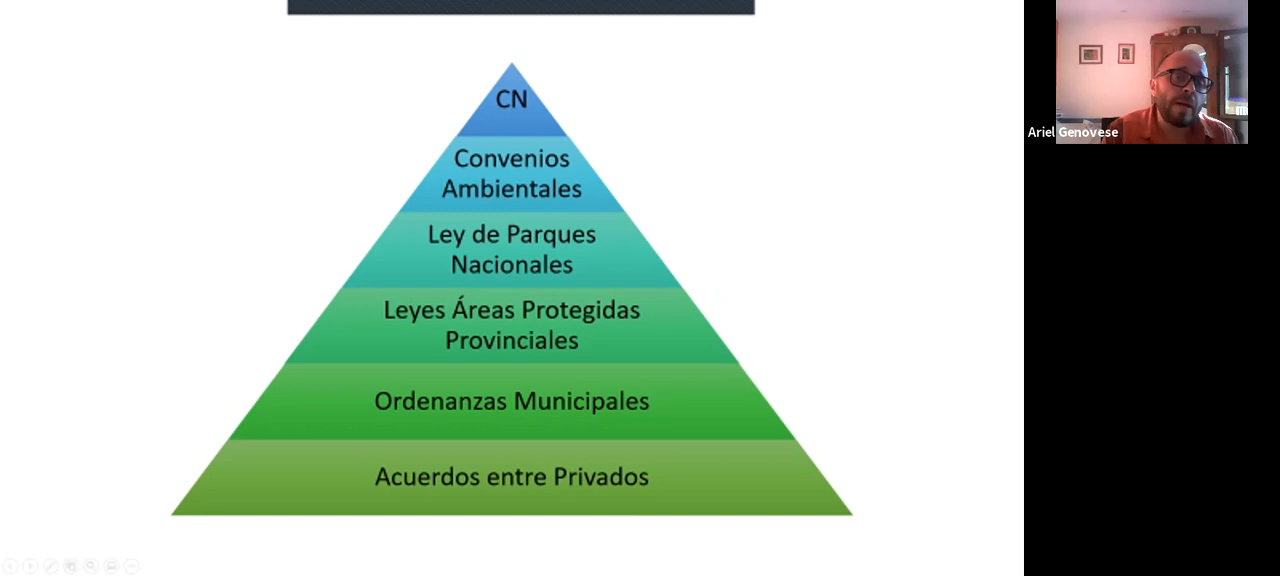 CN
Convenios
Ambientales
Ley de Parques
Nacionales
Leyes Áreas Protegidas
Provinciales
Ordenanzas Municipales
Acuerdos entre Privados
Ariel Genovese